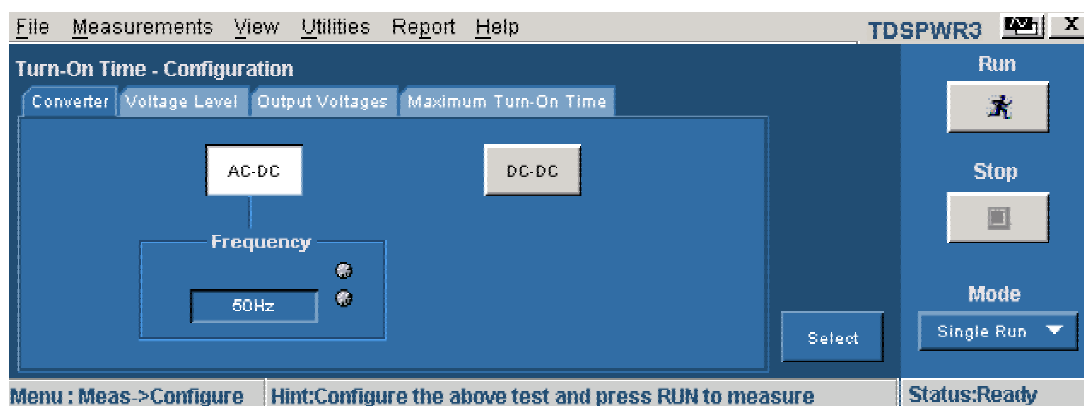 File Measurements View Utilities Report Help TDSPWR3 X
Turn-On Time - Configuration
Run
Converter Voltage Level Output Voltages Maximum Turn-On Time
AC-DC DC-DC
Stop
Frequency
50Hz
Mode
Select
Single Run
Menu : Meas->Configure Hint:Configure the above test and press RUN to measure Status:Ready